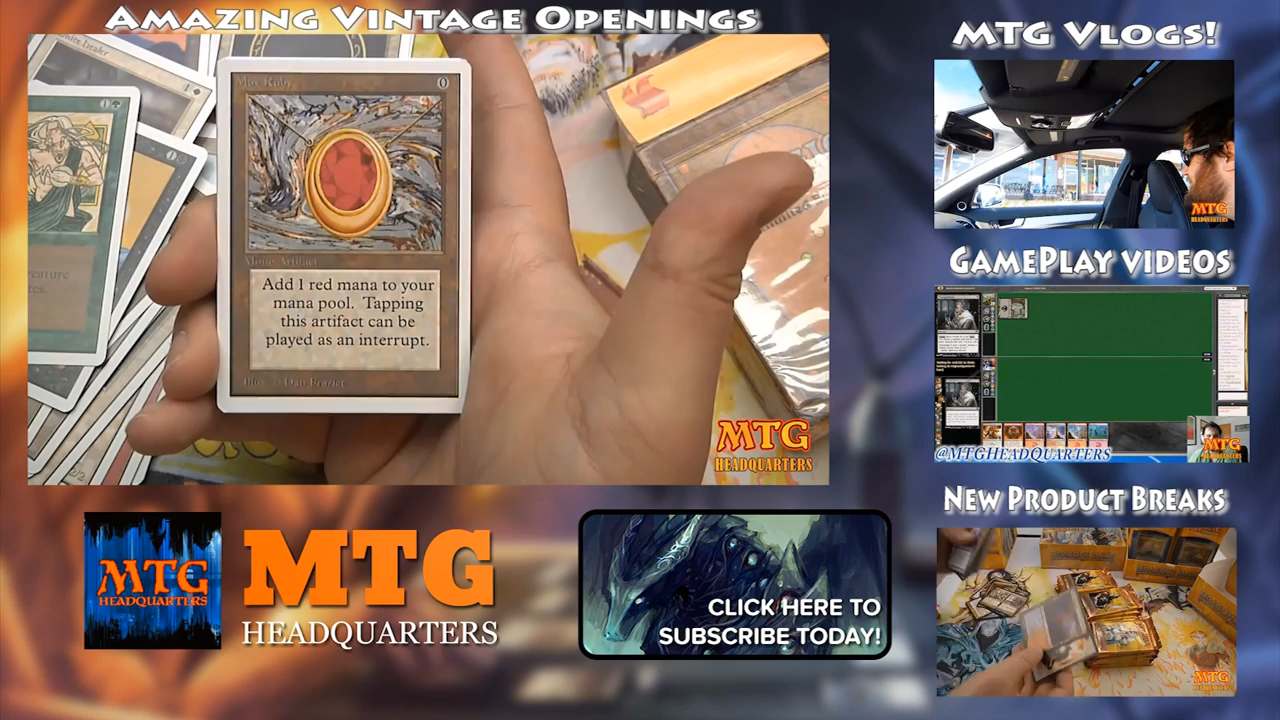 AMAZING VINTAGE OPENINGS
Mox Ruby 0
Mono Artifact
Add 1 red mana to your
mana pool. Tapping
this artifact can be
played as an interrupt.
Illus. © Dan Frazier
MTG
HEADQUARTERS
MTG VLOGS!
MTG
HEADQUARTERS
GAMEPLAY VIDEOS
MTG
HEADQUARTERS
@MTGHEADQUARTERS
NEW PRODUCT BREAKS
MTG
HEADQUARTERS
MTG
HEADQUARTERS
MTG
HEADQUARTERS
CLICK HERE TO
SUBSCRIBE TODAY!